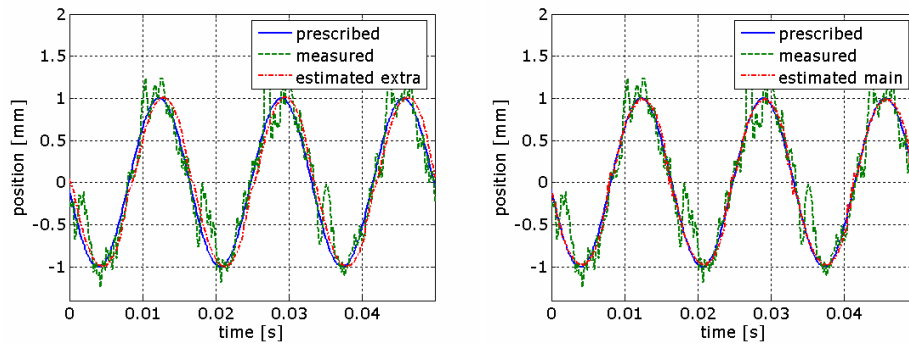 2
1.5
1
0.5
0
-0.5
-1
position [mm]
0 0.01 0.02 0.03 0.04
time [s]
prescribed
measured
estimated extra
2
1.5
1
0.5
0
-0.5
-1
position [mm]
0 0.01 0.02 0.03 0.04
time [s]
prescribed
measured
estimated main